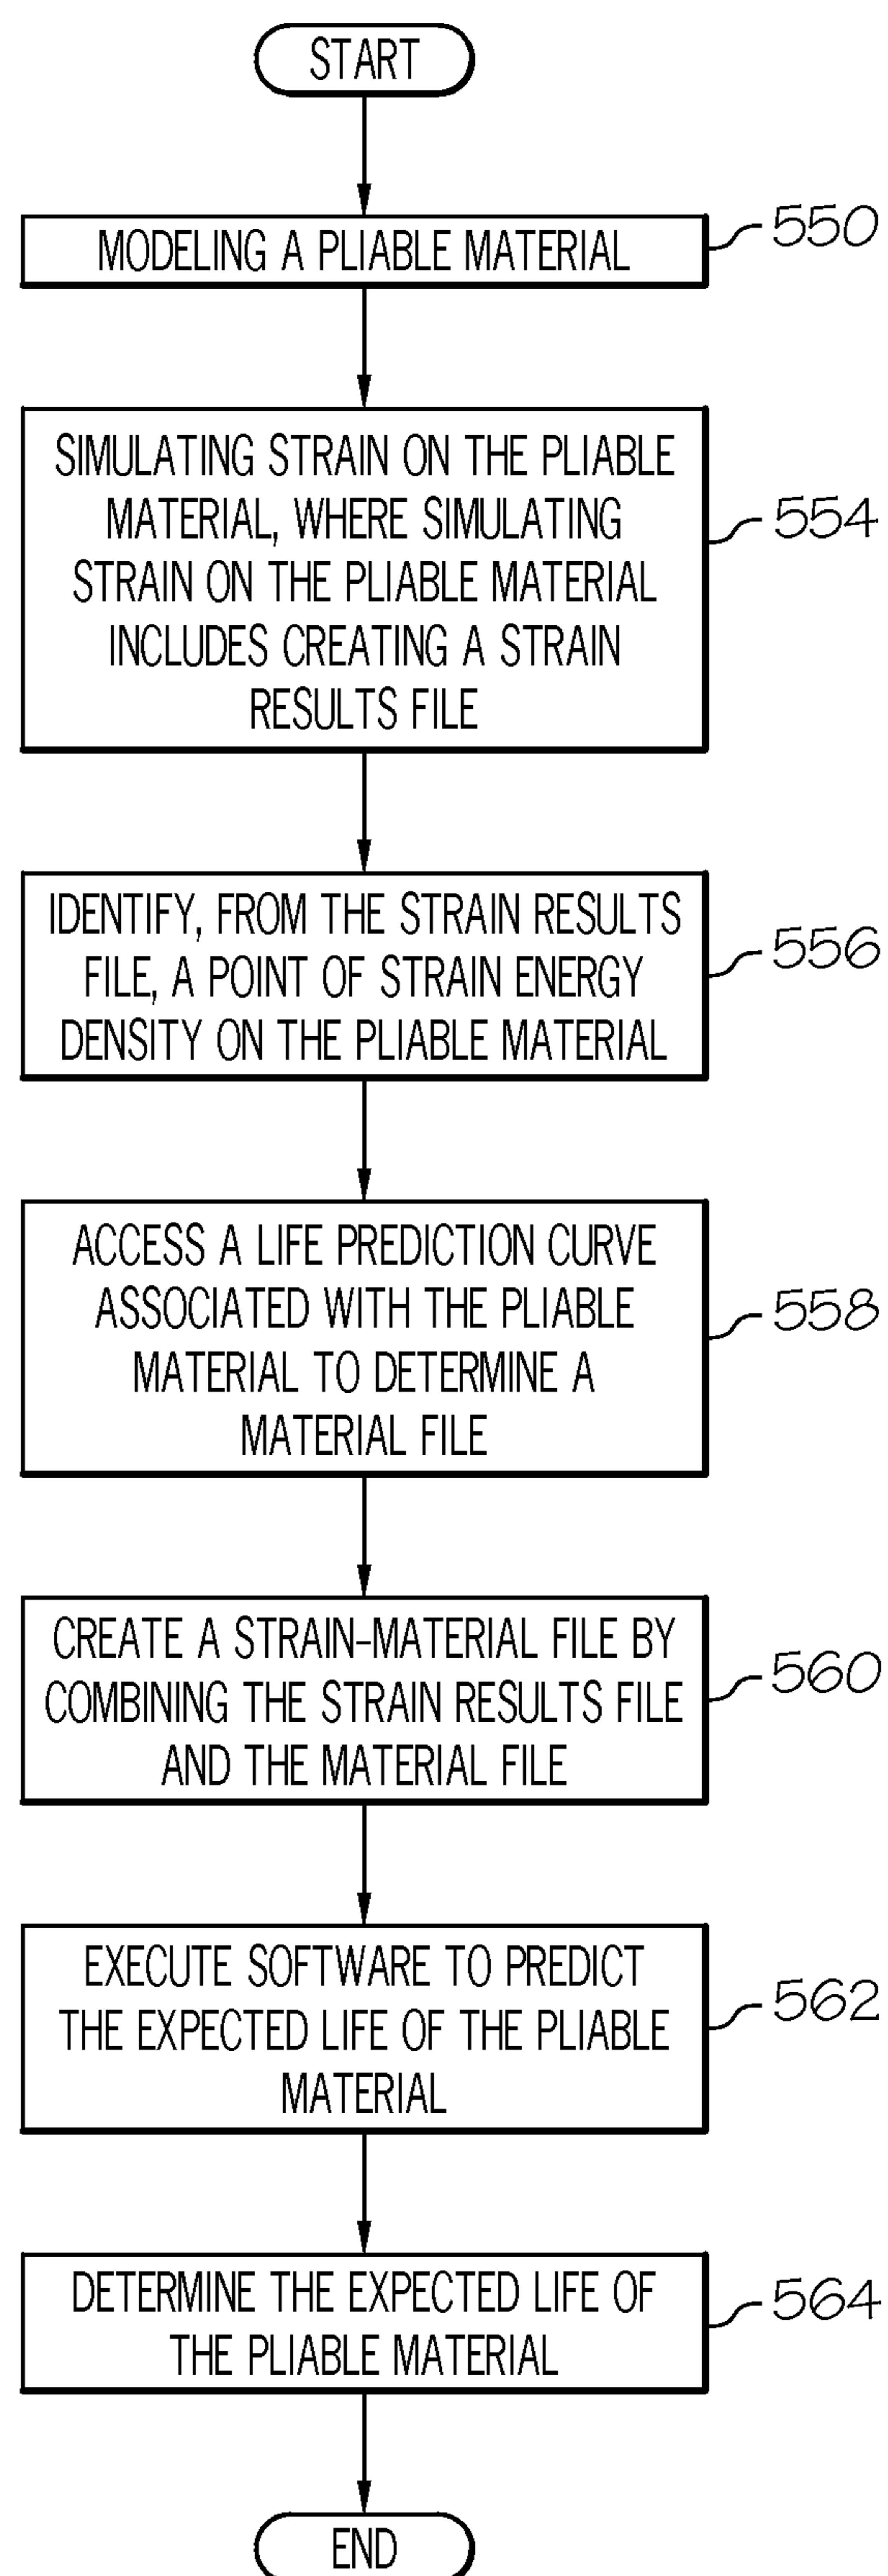 START
MODELING A PLIABLE MATERIAL
550
SIMULATING STRAIN ON THE PLIABLE
MATERIAL, WHERE SIMULATING
STRAIN ON THE PLIABLE MATERIAL
INCLUDES CREATING A STRAIN
RESULTS FILE
554
IDENTIFY, FROM THE STRAIN RESULTS
FILE, A POINT OF STRAIN ENERGY
DENSITY ON THE PLIABLE MATERIAL
556
ACCESS A LIFE PREDICTION CURVE
ASSOCIATED WITH THE PLIABLE
MATERIAL TO DETERMINE A
MATERIAL FILE
558
CREATE A STRAIN-MATERIAL FILE BY
COMBINING THE STRAIN RESULTS FILE
AND THE MATERIAL FILE
560
EXECUTE SOFTWARE TO PREDICT
THE EXPECTED LIFE OF THE PLIABLE
MATERIAL
562
DETERMINE THE EXPECTED LIFE OF
THE PLIABLE MATERIAL
564
END